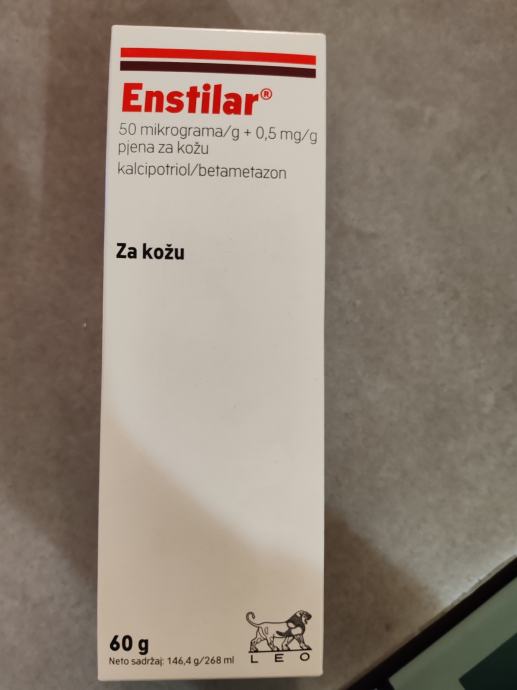 Enstilar®
50 mikrograma/g + 0,5 mg/g
pjena za kožu
kalcipotriol/betametazon
Za kožu
60 g
Neto sadržaj: 146,4 g/268 ml
LEO